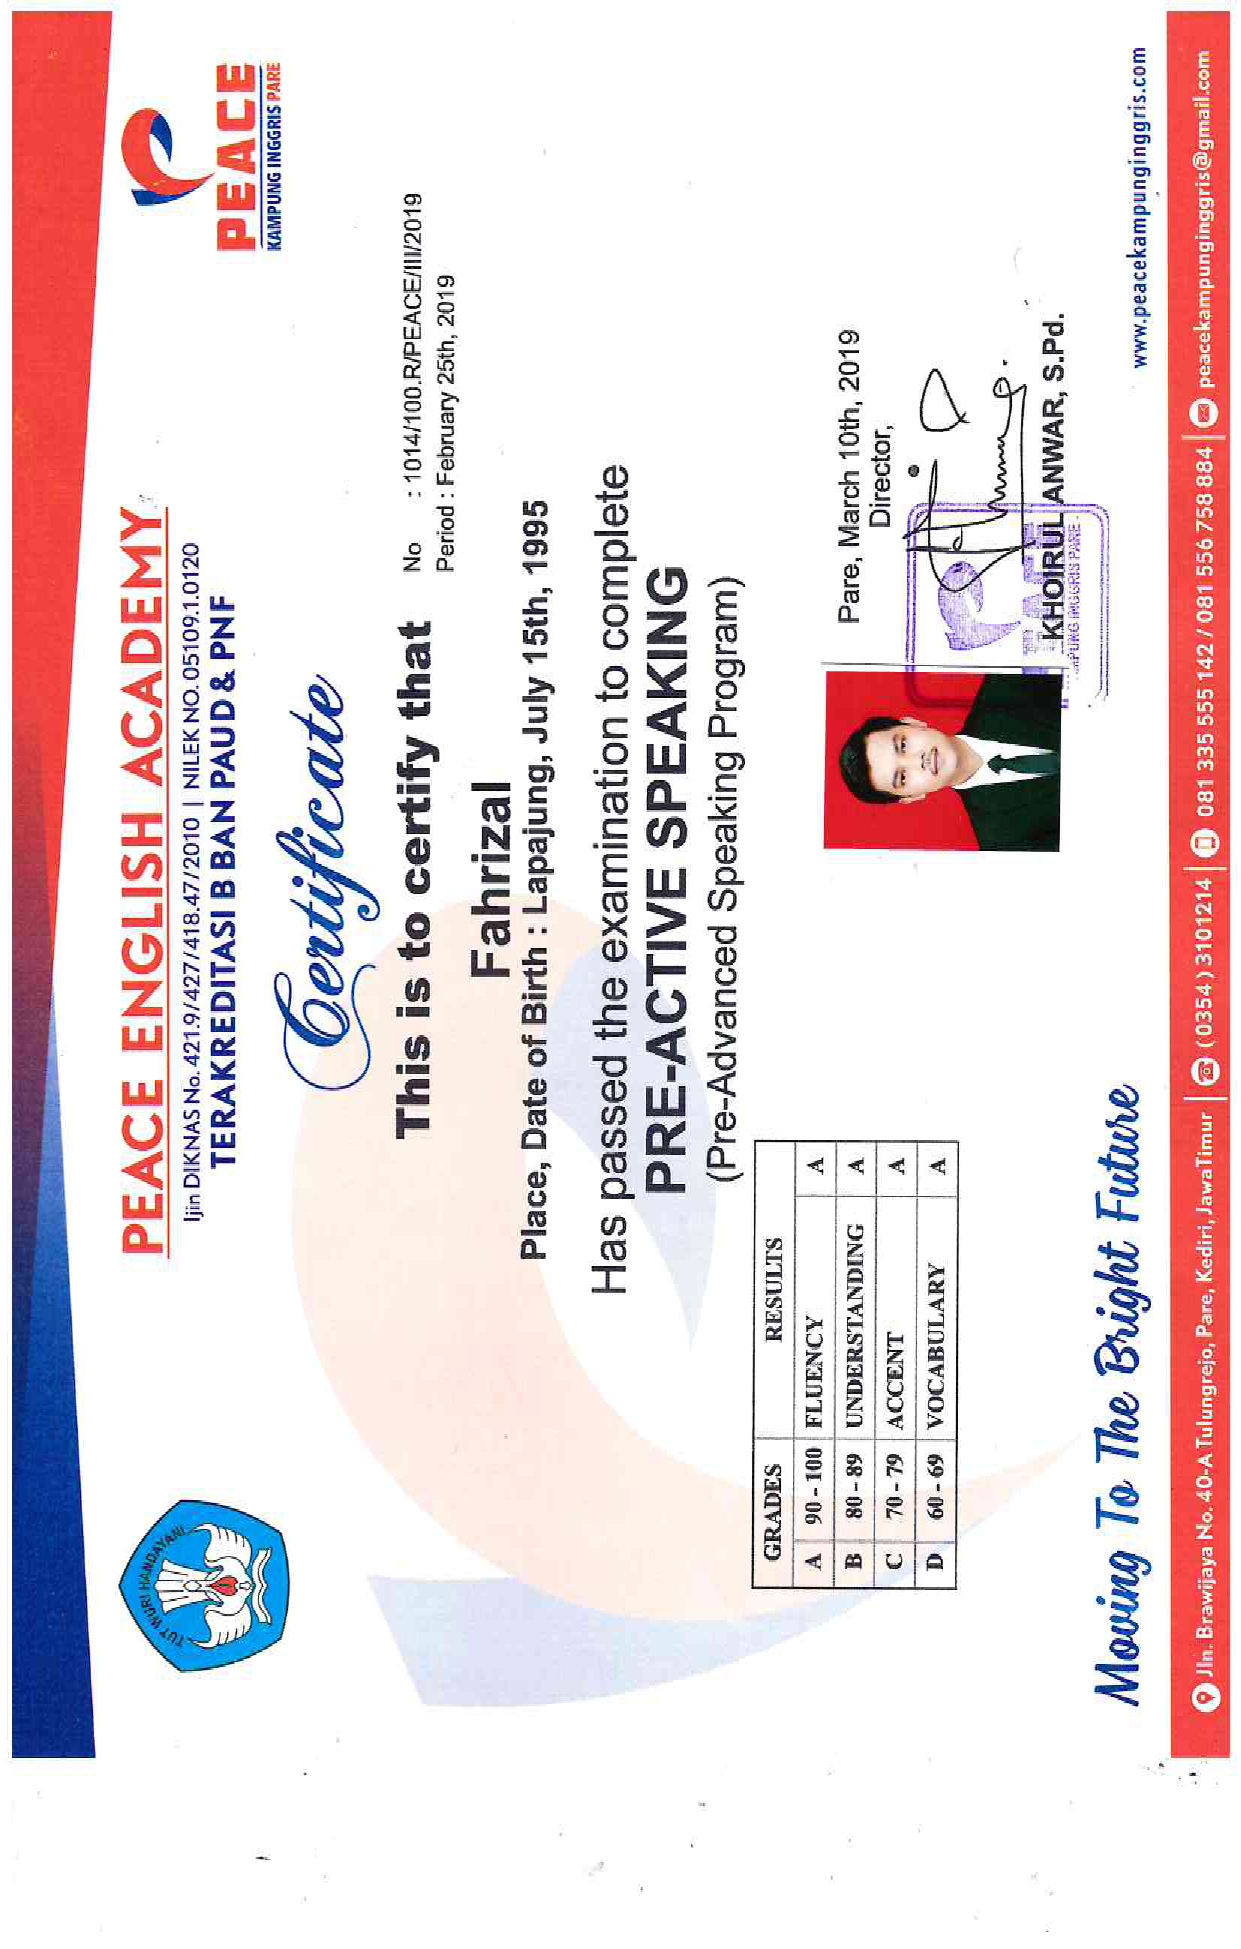 PEACE ENGLISH ACADEMY
Ijin DIKNAS No. 421.9/427/418.47/2010 | NILEK NO. 05109.1.0120
TERAKREDITASI B BAN PAUD & PNF
TUT WURI HANDAYANI
PEACE
KAMPUNG INGGRIS PARE
Certificate
No : 1014/100.R/PEACE/III/2019
Period : February 25th, 2019
This is to certify that
Fahrizal
Place, Date of Birth : Lapajung, July 15th, 1995
Has passed the examination to complete
PRE-ACTIVE SPEAKING
(Pre-Advanced Speaking Program)
GRADES RESULTS
A 90 - 100 FLUENCY A
B 80 - 89 UNDERSTANDING A
C 70 - 79 ACCENT A
D 60 - 69 VOCABULARY A
Pare, March 10th, 2019
Director,
KHOIRUL ANWAR, S.Pd.
Moving To The Bright Future
www.peacekampunginggris.com
Jln. Brawijaya No. 40-A Tulungrejo, Pare, Kediri, Jawa Timur | (0354) 3101214 | 081 335 555 142 / 081 556 758 884 | peacekampunginggris@gmail.com